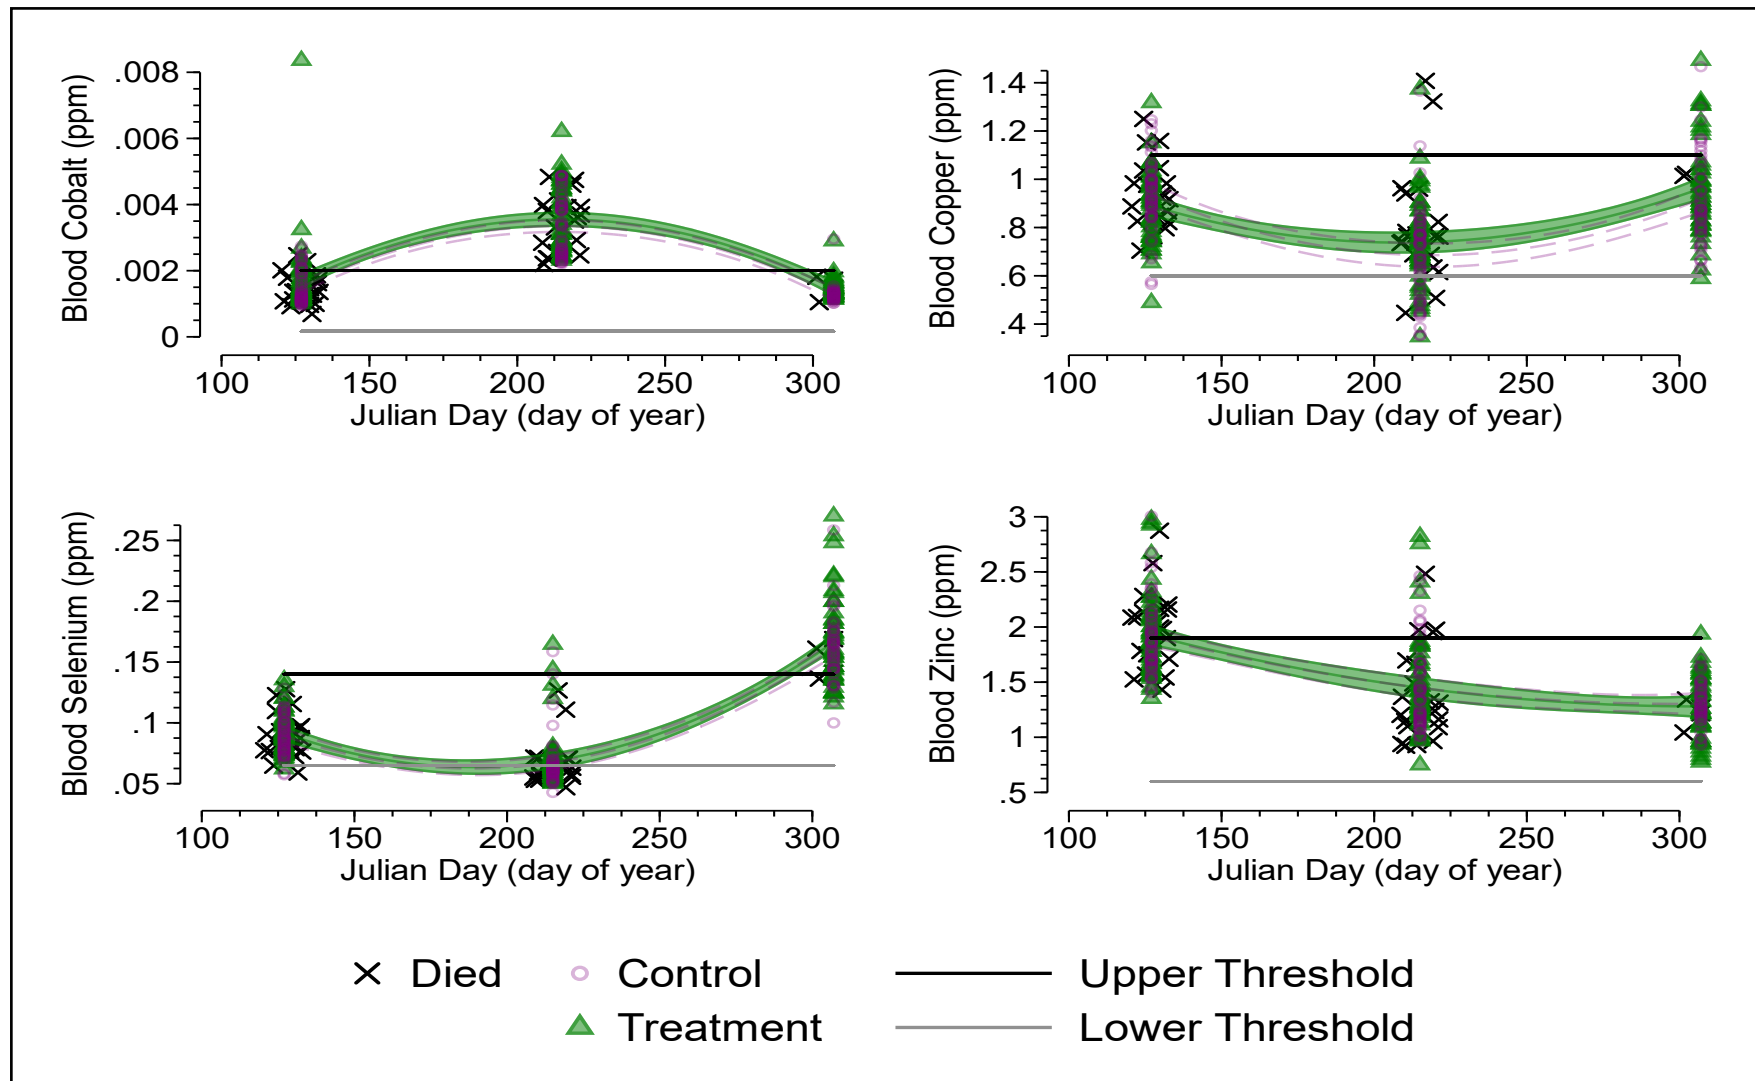 Blood Cobalt (ppm)
.008
.006
.004
.002
0
100 150 200 250 300
Julian Day (day of year)
Blood Copper (ppm)
1.4
1.2
1
.8
.6
.4
100 150 200 250 300
Julian Day (day of year)
Blood Selenium (ppm)
.25
.2
.15
.1
.05
100 150 200 250 300
Julian Day (day of year)
Blood Zinc (ppm)
3
2.5
2
1.5
1
.5
100 150 200 250 300
Julian Day (day of year)
Died Control Upper Threshold
Treatment Lower Threshold